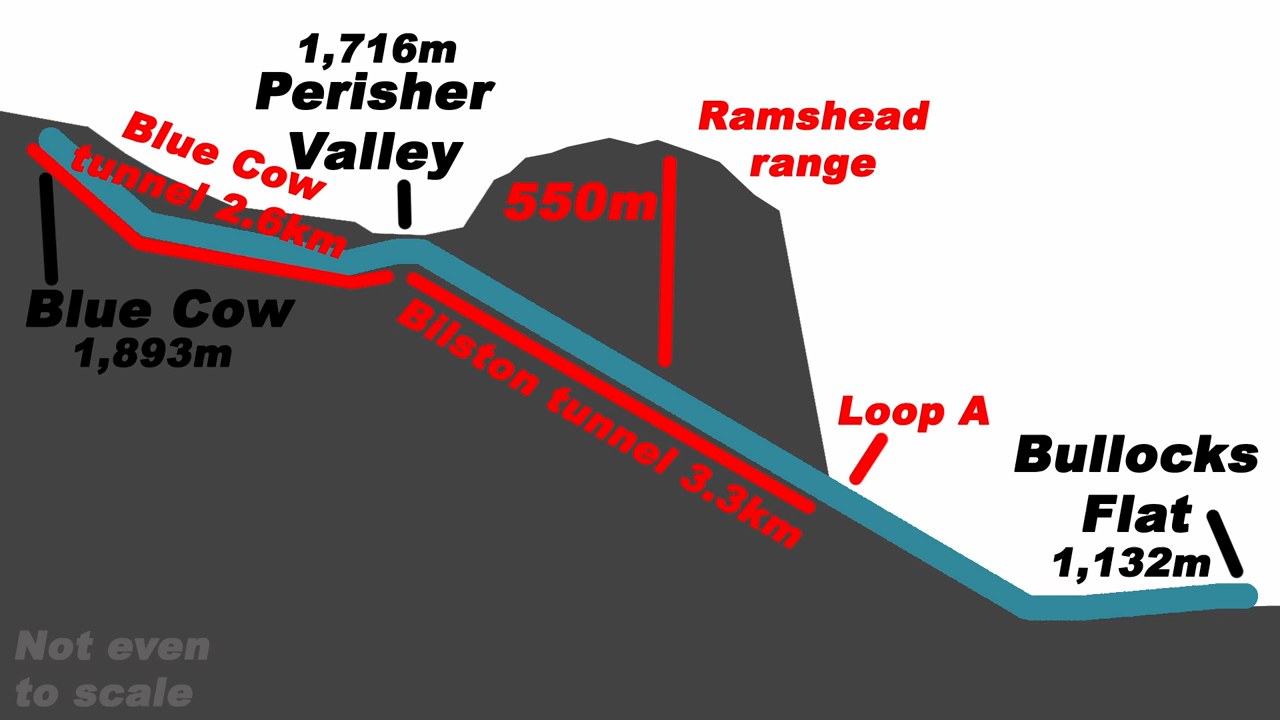 1,716m
Perisher
Valley
Blue Cow
tunnel 2.6km
Ramshead
range
550m
Blue Cow
1,893m
Bilston tunnel 3.3km
Loop A
Bullocks
Flat
1,132m
Not even
to scale